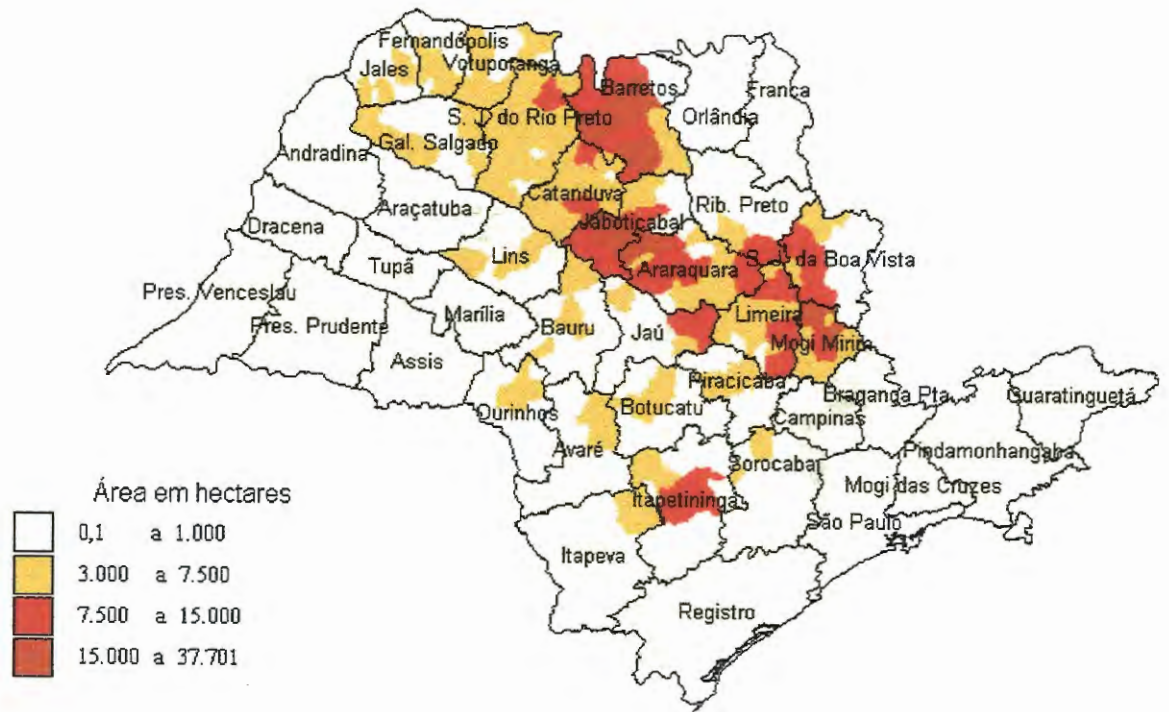 Fernandópolis
Jales
Votuporanga
Barretos
Franca
Orlândia
S. J. do Rio Preto
Gal. Salgado
Andradina
Catanduva
Araçatuba
Rib. Preto
Jaboticabal
Dracena
Lins
Tupã
Araraquara
S. J. da Boa Vista
Pres. Venceslau
Marília
Limeira
Pres. Prudente
Bauru
Jaú
Mogi Mirim
Assis
Piracicaba
Bragança Pta
Guaratinguetá
Ourinhos
Botucatu
Campinas
Avaré
Pindamonhangaba
Sorocaba
Mogi das Cruzes
Itapetininga
São Paulo
Itapeva
Registro
Área em hectares
0,1 a 1.000
3.000 a 7.500
7.500 a 15.000
15.000 a 37.701